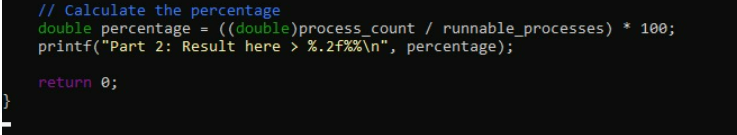 // Calculate the percentage
double percentage = ((double)process_count / runnable_processes) * 100;
printf("Part 2: Result here > %.2f%%\n", percentage);
return 0;
}